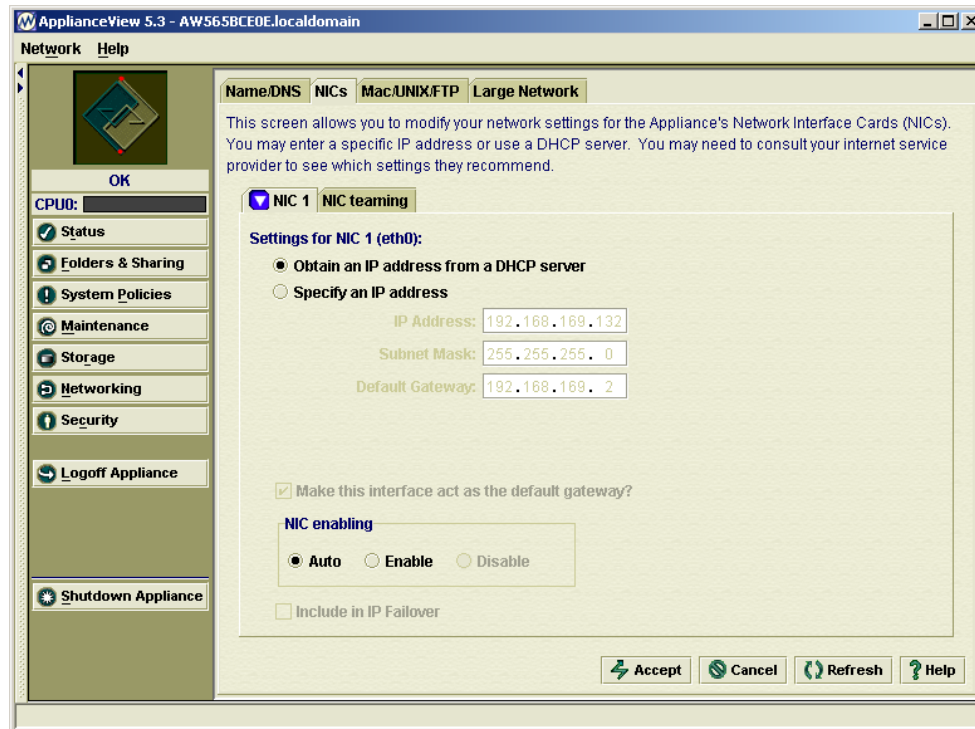 ApplianceView 5.3 - AW565BCE0E.localdomain
Network Help
Name/DNS NICs Mac/UNIX/FTP Large Network
This screen allows you to modify your network settings for the Appliance's Network Interface Cards (NICs).
You may enter a specific IP address or use a DHCP server. You may need to consult your internet service
provider to see which settings they recommend.
OK
CPU0:
Status
Folders & Sharing
System Policies
Maintenance
Storage
Networking
Security
Logoff Appliance
Shutdown Appliance
NIC 1 NIC teaming
Settings for NIC 1 (eth0):
Obtain an IP address from a DHCP server
Specify an IP address
IP Address: 192.168.169.132
Subnet Mask: 255.255.255. 0
Default Gateway: 192.168.169. 2
Make this interface act as the default gateway?
NIC enabling
Auto Enable Disable
Include in IP Failover
Accept Cancel Refresh Help